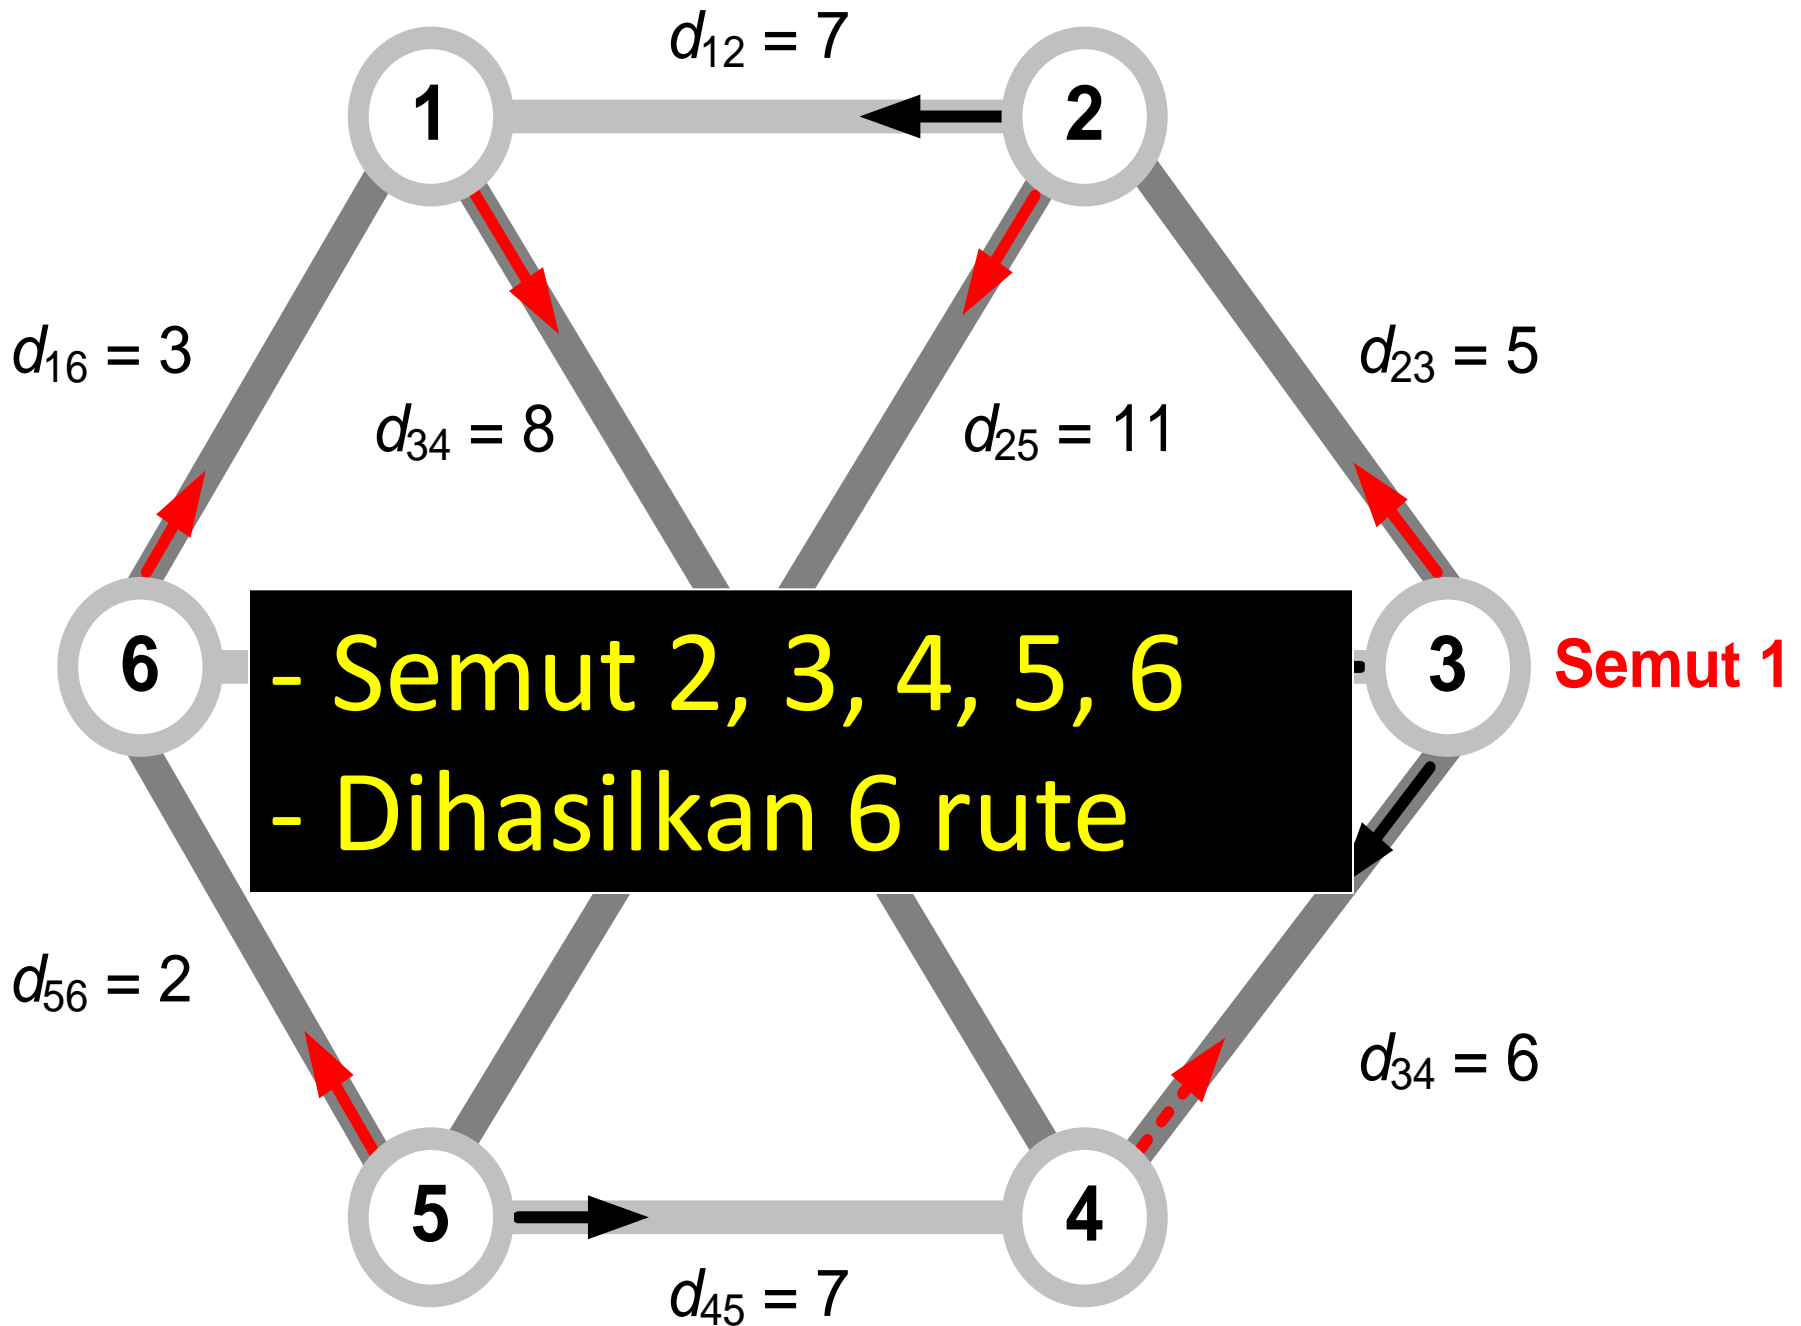 d12 = 7
1
2
d16 = 3
d23 = 5
d34 = 8
d25 = 11
6
- Semut 2, 3, 4, 5, 6
3
Semut 1
- Dihasilkan 6 rute
d56 = 2
d34 = 6
5
4
d45 = 7